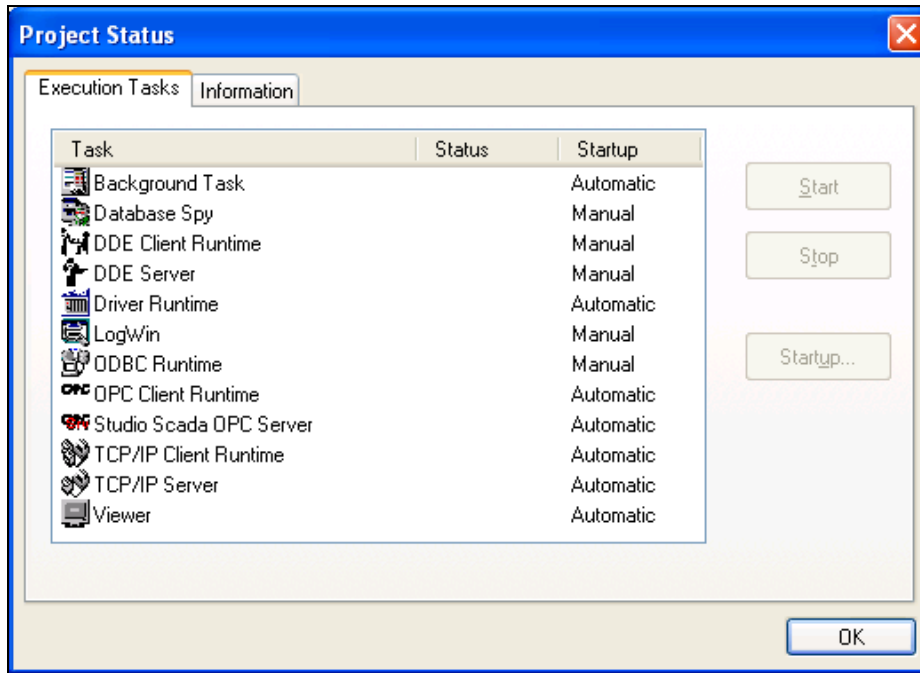 Project Status
Execution Tasks Information
Task Status Startup
Background Task Automatic
Database Spy Manual
DDE Client Runtime Manual
DDE Server Manual
Driver Runtime Automatic
LogWin Manual
ODBC Runtime Manual
OPC Client Runtime Automatic
Studio Scada OPC Server Automatic
TCP/IP Client Runtime Automatic
TCP/IP Server Automatic
Viewer Automatic
Start
Stop
Startup...
OK